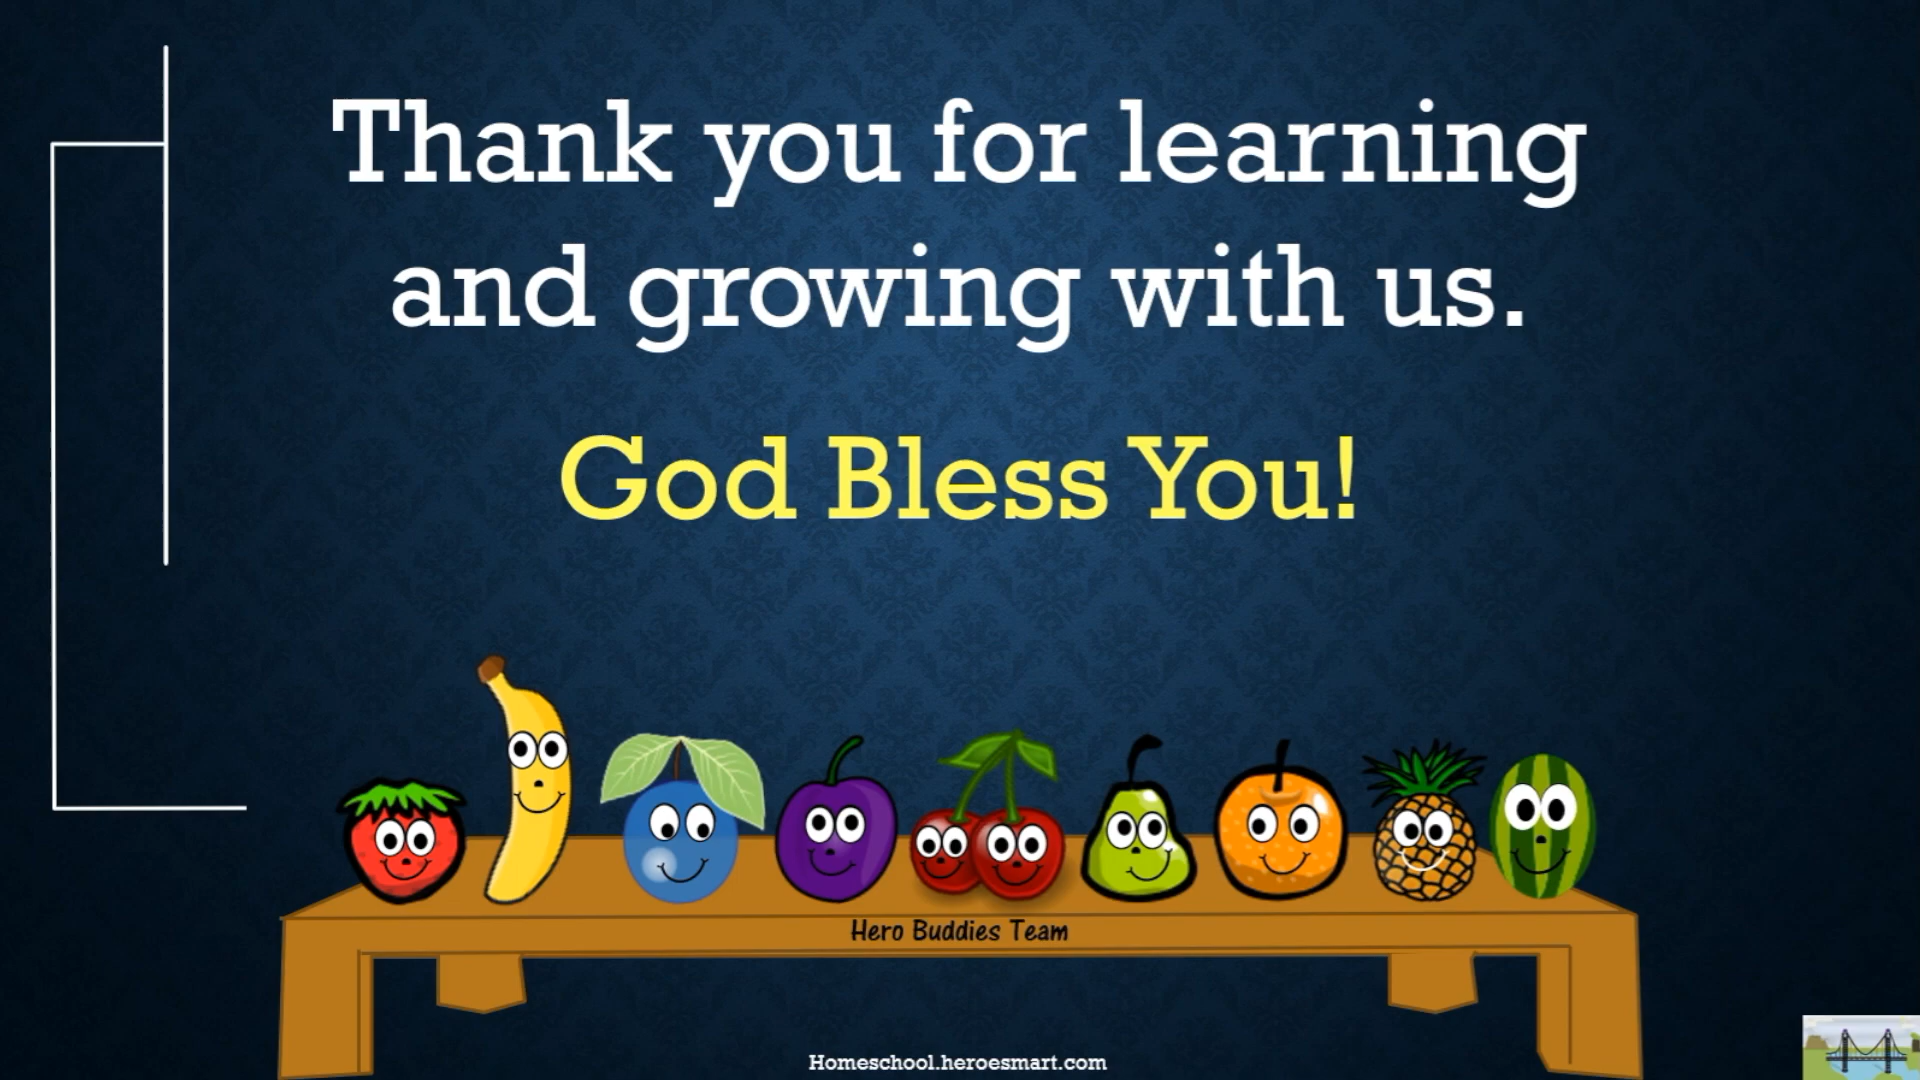 Thank you for learning
and growing with us.
God Bless You!
Hero Buddies Team
Homeschool.heroesmart.com